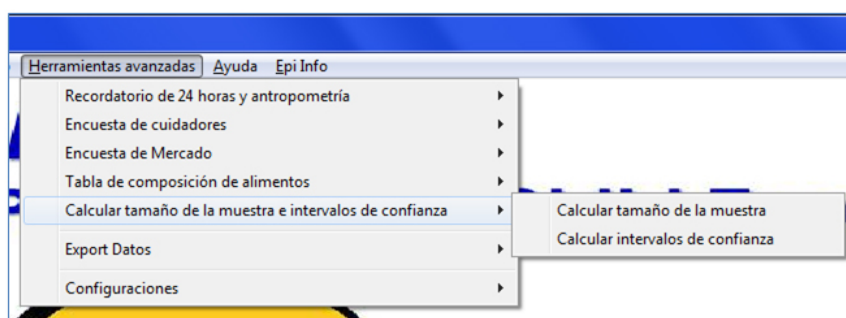 Herramientas avanzadas Ayuda Epi Info
Recordatorio de 24 horas y antropometría
Encuesta de cuidadores
Encuesta de Mercado
Tabla de composición de alimentos
Calcular tamaño de la muestra e intervalos de confianza
Calcular tamaño de la muestra
Calcular intervalos de confianza
Export Datos
Configuraciones